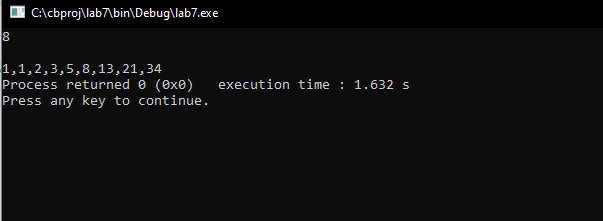 C:\cbproj\lab7\bin\Debug\lab7.exe
8
1,1,2,3,5,8,13,21,34
Process returned 0 (0x0)   execution time : 1.632 s
Press any key to continue.